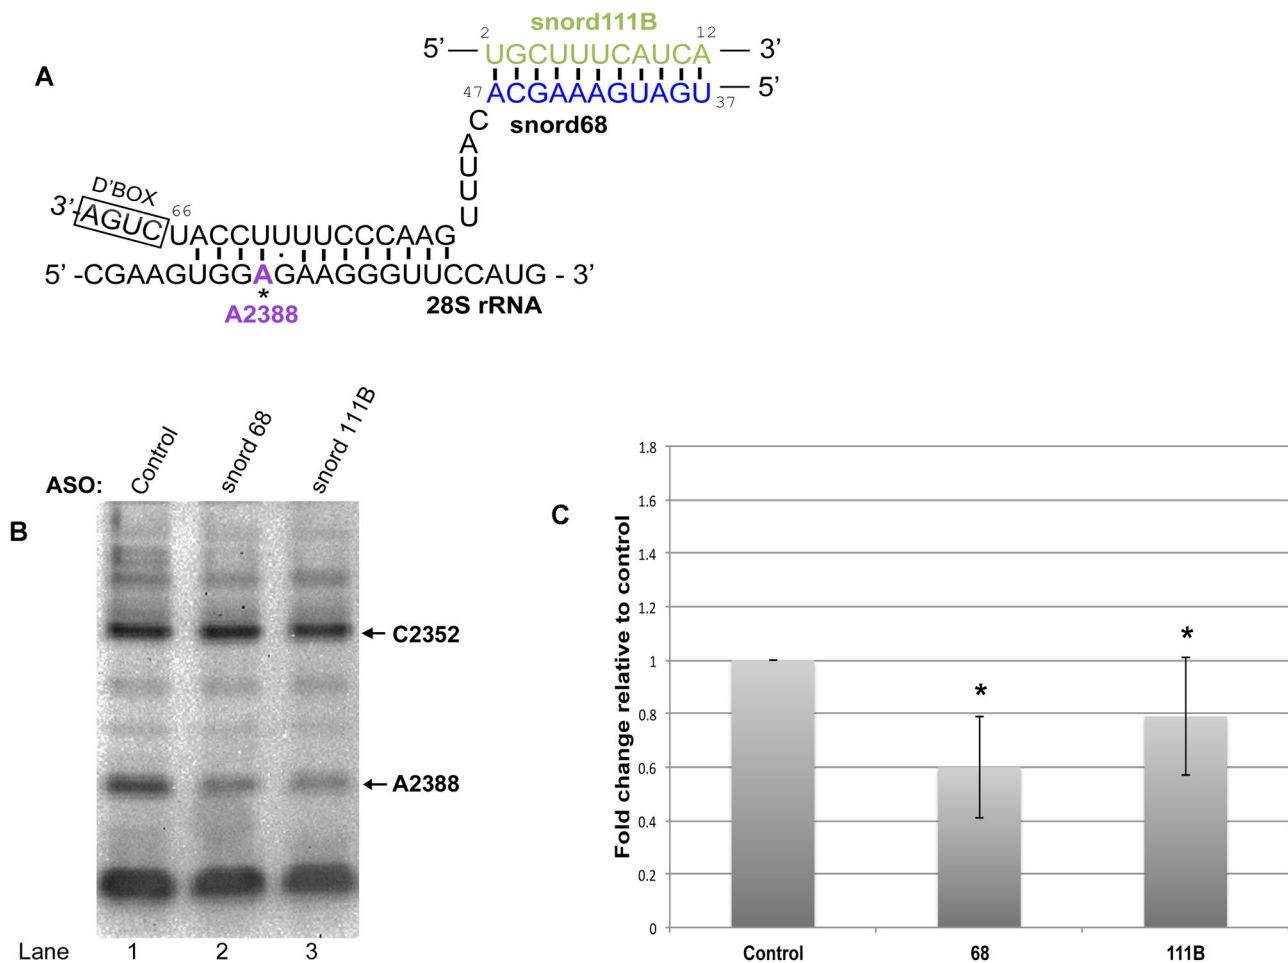 A
snord111B
2 12
5’ UGCUUUCAUCA 3’
47 ACGAAAGUAGU 37 5’
snord68
C
A
U
U
U
D’BOX
3’-AGUC 66 UACCUUUUCCCAAG
5’ -CGAAGUGGAGAAGGGUUCCAUG - 3’
*
A2388
28S rRNA
B
ASO: Control snord 68 snord 111B
C2352
A2388
Lane 1 2 3
C
Fold change relative to control
1.8
1.6
1.4
1.2
1
0.8
0.6
0.4
0.2
0
* *
Control 68 111B